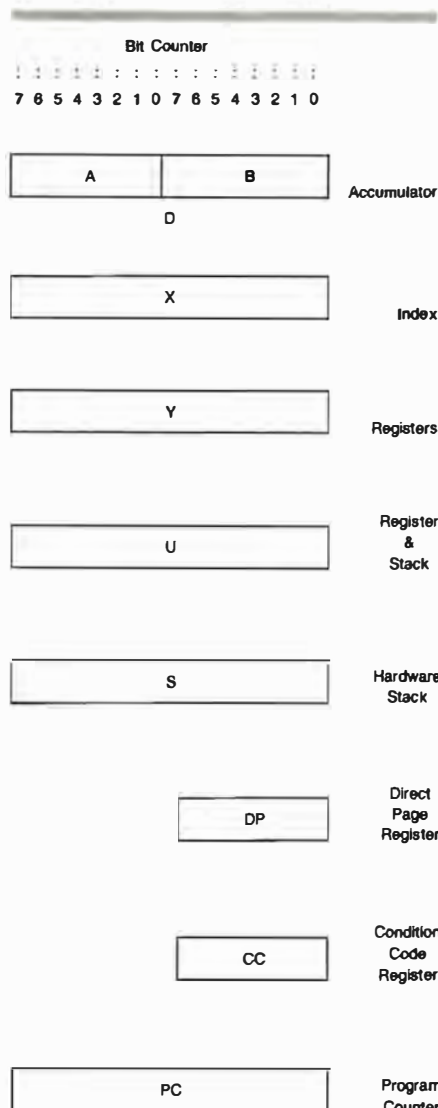 Bit Counter
7 6 5 4 3 2 1 0 7 6 5 4 3 2 1 0
A B
Accumulator
D
X
Index
Y
Registers
Register
&
U
Stack
S
Hardware
Stack
Direct
Page
DP
Register
Condition
Code
CC
Register
PC
Program
Counter